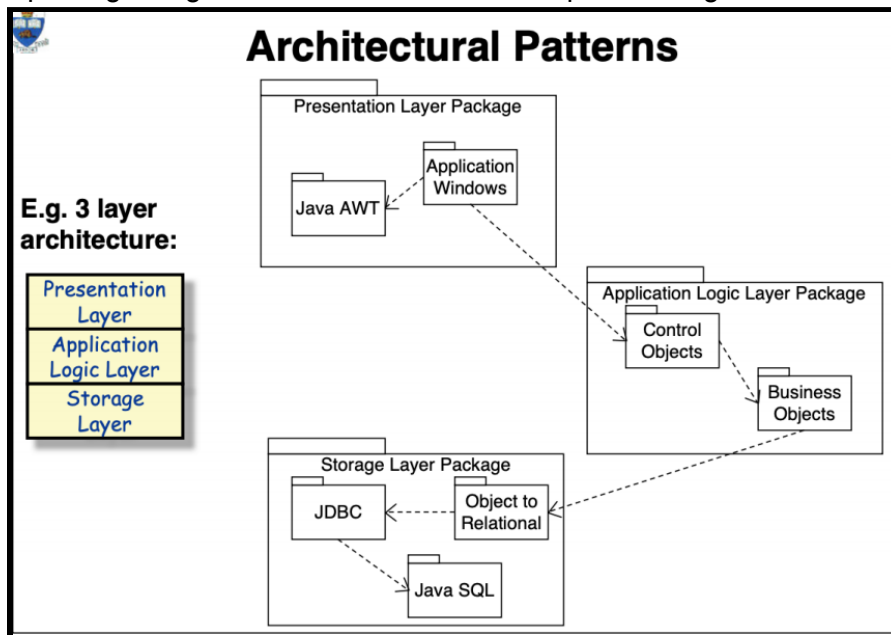 Architectural Patterns
Presentation Layer Package
Application
Windows
Java AWT
E.g. 3 layer
architecture:
Presentation
Layer
Application
Logic Layer
Storage
Layer
Application Logic Layer Package
Control
Objects
Business
Objects
Storage Layer Package
JDBC
Object to
Relational
Java SQL